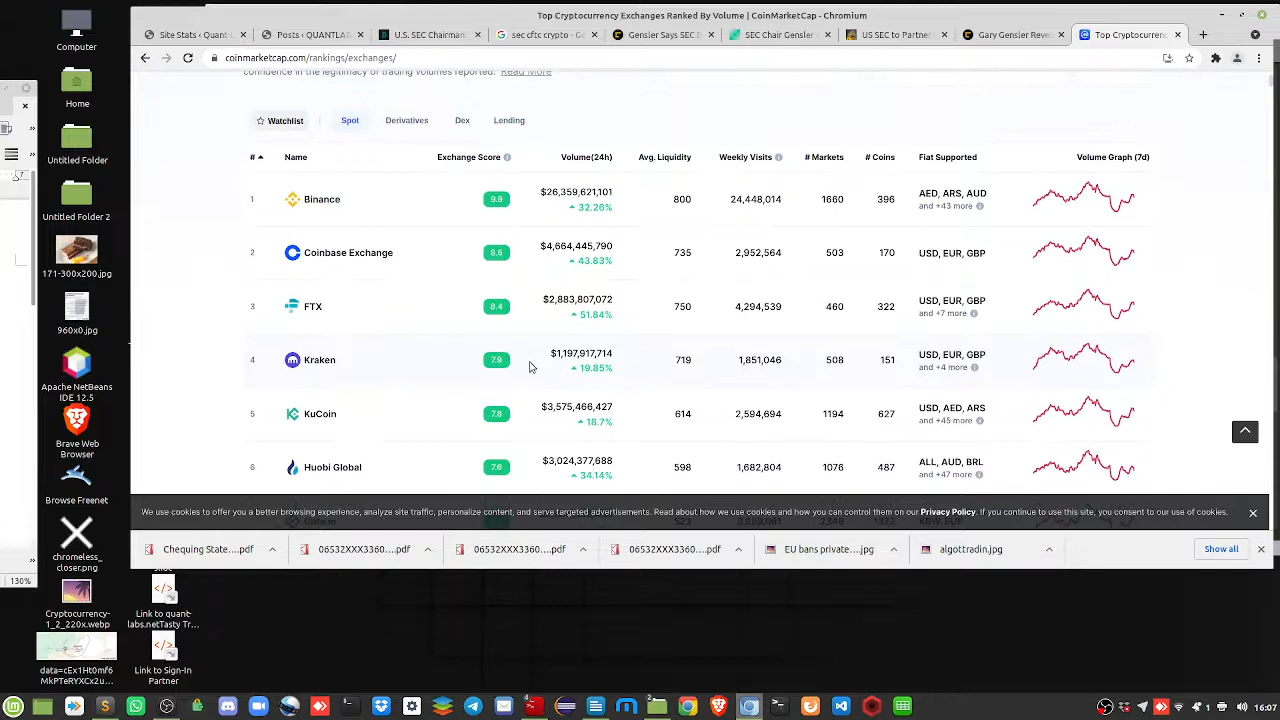 Top Cryptocurrency Exchanges Ranked By Volume | CoinMarketCap - Chromium
Site Stats ‹ Quant-L
Posts ‹ QUANTLAB
U.S. SEC Chairman
sec cftc crypto - Go
Gensler Says SEC
SEC Chair Gensler
US SEC to Partner
Gary Gensler Revea
Top Cryptocurrenc
coinmarketcap.com/rankings/exchanges/
confidence in the legitimacy of trading volumes reported. Read More
Watchlist
Spot
Derivatives
Dex
Lending
# Name Exchange Score Volume(24h) Avg. Liquidity Weekly Visits # Markets # Coins Fiat Supported Volume Graph (7d)
1 Binance 9.9 $26,359,621,101 800 24,448,014 1660 396 AED, ARS, AUD
32.26% and +43 more
2 Coinbase Exchange 8.6 $4,664,445,790 735 2,952,564 503 170 USD, EUR, GBP
43.83%
3 FTX 8.4 $2,883,807,072 750 4,294,539 460 322 USD, EUR, GBP
51.84% and +7 more
4 Kraken 7.9 $1,197,917,714 719 1,851,046 508 151 USD, EUR, GBP
19.85% and +4 more
5 KuCoin 7.8 $3,575,466,427 614 2,594,694 1194 627 USD, AED, ARS
18.7% and +45 more
6 Huobi Global 7.6 $3,024,377,688 598 1,682,804 1076 487 ALL, AUD, BRL
34.14% and +47 more
We use cookies to offer you a better browsing experience, analyze site traffic, personalize content, and serve targeted advertisements. Read about how we use cookies and how you can control them on our Privacy Policy. If you continue to use this site, you consent to our use of cookies.
Chequing State....pdf
06532XXX3360....pdf
06532XXX3360....pdf
06532XXX3360....pdf
EU bans private....jpg
algottradin.jpg
Show all
Computer
Home
Untitled Folder
Untitled Folder 2
171-300x200.jpg
960x0.jpg
Apache NetBeans
IDE 12.5
Brave Web
Browser
Browse Freenet
chromeless_
closer.png
Cryptocurrency-
1_2_220x.webp
data=cEx1Ht0mf6
MkPTeRYXCx2u...
Link to quant-
labs.netTasty Tr...
Link to Sign-In
Partner
130%
16:07